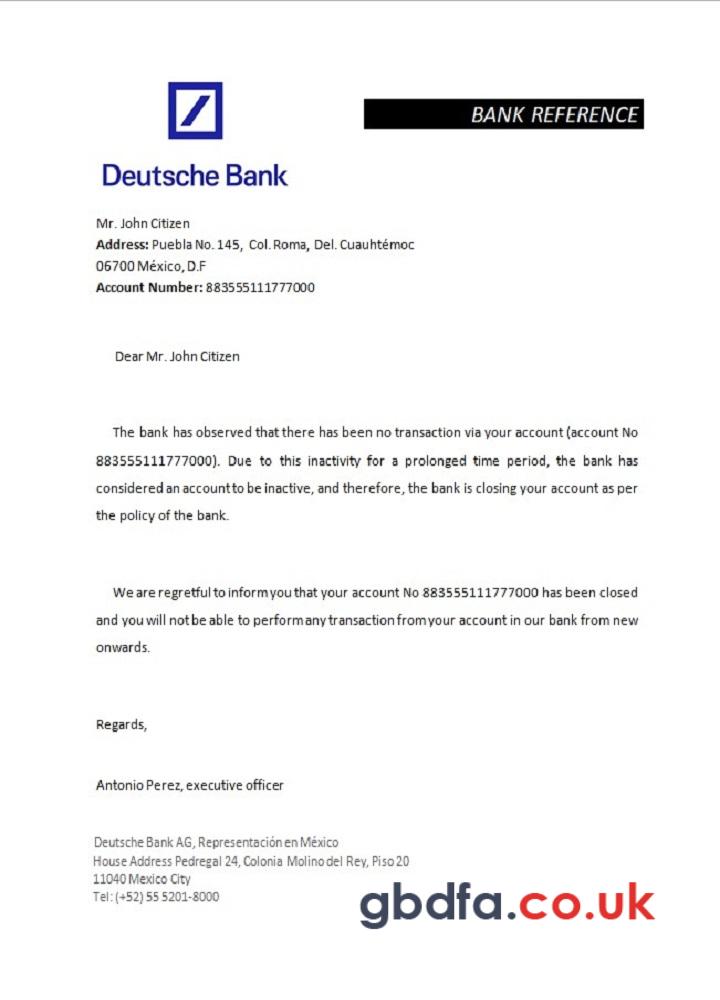 BANK REFERENCE
Deutsche Bank
Mr. John Citizen
Address: Puebla No. 145, Col. Roma, Del. Cuauhtémoc
06700 México, D.F
Account Number: 883555111777000
Dear Mr. John Citizen
The bank has observed that there has been no transaction via your account (account No
883555111777000). Due to this inactivity for a prolonged time period, the bank has
considered an account to be inactive, and therefore, the bank is closing your account as per
the policy of the bank.
We are regretful to inform you that your account No 883555111777000 has been closed
and you will not be able to perform any transaction from your account in our bank from new
onwards.
Regards,
Antonio Perez, executive officer
Deutsche Bank AG, Representación en México
House Address Pedregal 24, Colonia Molino del Rey, Piso 20
11040 Mexico City
Tel: (+52) 55 5201-8000
gbdfa.co.uk